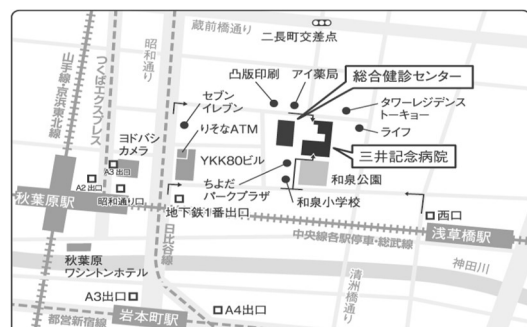 蔵前橋通り
昭和通り
二長町交差点
つくばエクスプレス
山手線・京浜東北線
凸版印刷
アイ薬局
総合健診センター
セブン
イレブン
タワーレジデンス
トーキョー
りそなATM
ライフ
ヨドバシ
カメラ
A3出口
YKK80ビル
三井記念病院
ちよだ
パークプラザ
和泉公園
A2出口
昭和通り口
和泉小学校
秋葉原駅
地下鉄1番出口
西口
中央線各駅停車・総武線
浅草橋駅
日比谷線
秋葉原
ワシントンホテル
清洲橋通り
神田川
A3出口
A4出口
岩本町駅
都営新宿線